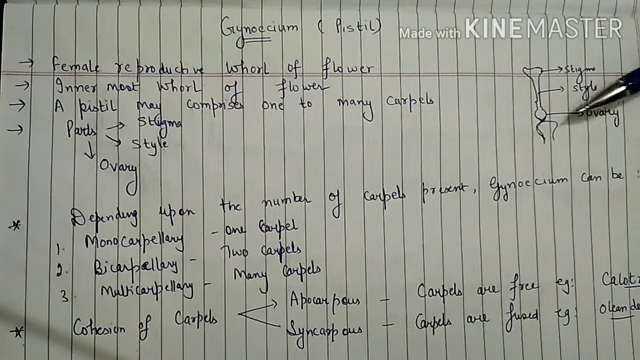 Gynoecium ( Pistil)
Made with KINEMASTER
→ Female reproductive whorl of flower
→ Inner most whorl of flower
→ A pistil may comprises one to many carpels
→ Parts → Stigma
→ Style
↓ Ovary
→ Stigma
→ Style
→ Ovary
* Depending upon the number of carpels present, Gynoecium can be :
1. Monocarpellary - one carpel
2. Bicarpellary - Two carpels
3. Multicarpellary - Many carpels
* Cohesion of Carpels
Apocarpous - Carpels are free eg:
Syncarpous - Carpels are fused eg: